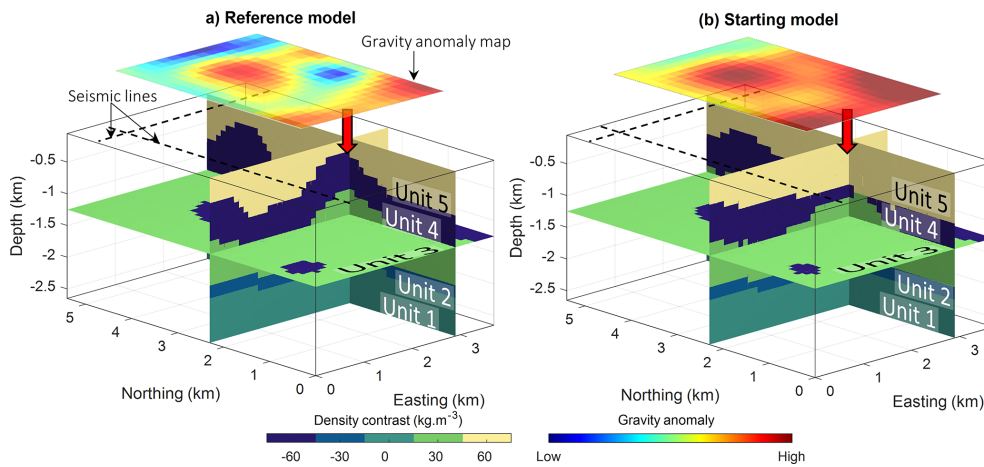 a) Reference model
(b) Starting model
Gravity anomaly map
Seismic lines
-0.5
-1
-1.5
-2
-2.5
Depth (km)
Unit 5
Unit 4
Unit 3
Unit 2
Unit 1
5
4
3
2
1
0
Northing (km)
0
1
2
3
Easting (km)
-0.5
-1
-1.5
-2
-2.5
Depth (km)
Unit 5
Unit 4
Unit 3
Unit 2
Unit 1
5
4
3
2
1
0
Northing (km)
0
1
2
3
Easting (km)
Density contrast (kg.m⁻³)
-60 -30 0 30 60
Gravity anomaly
Low High